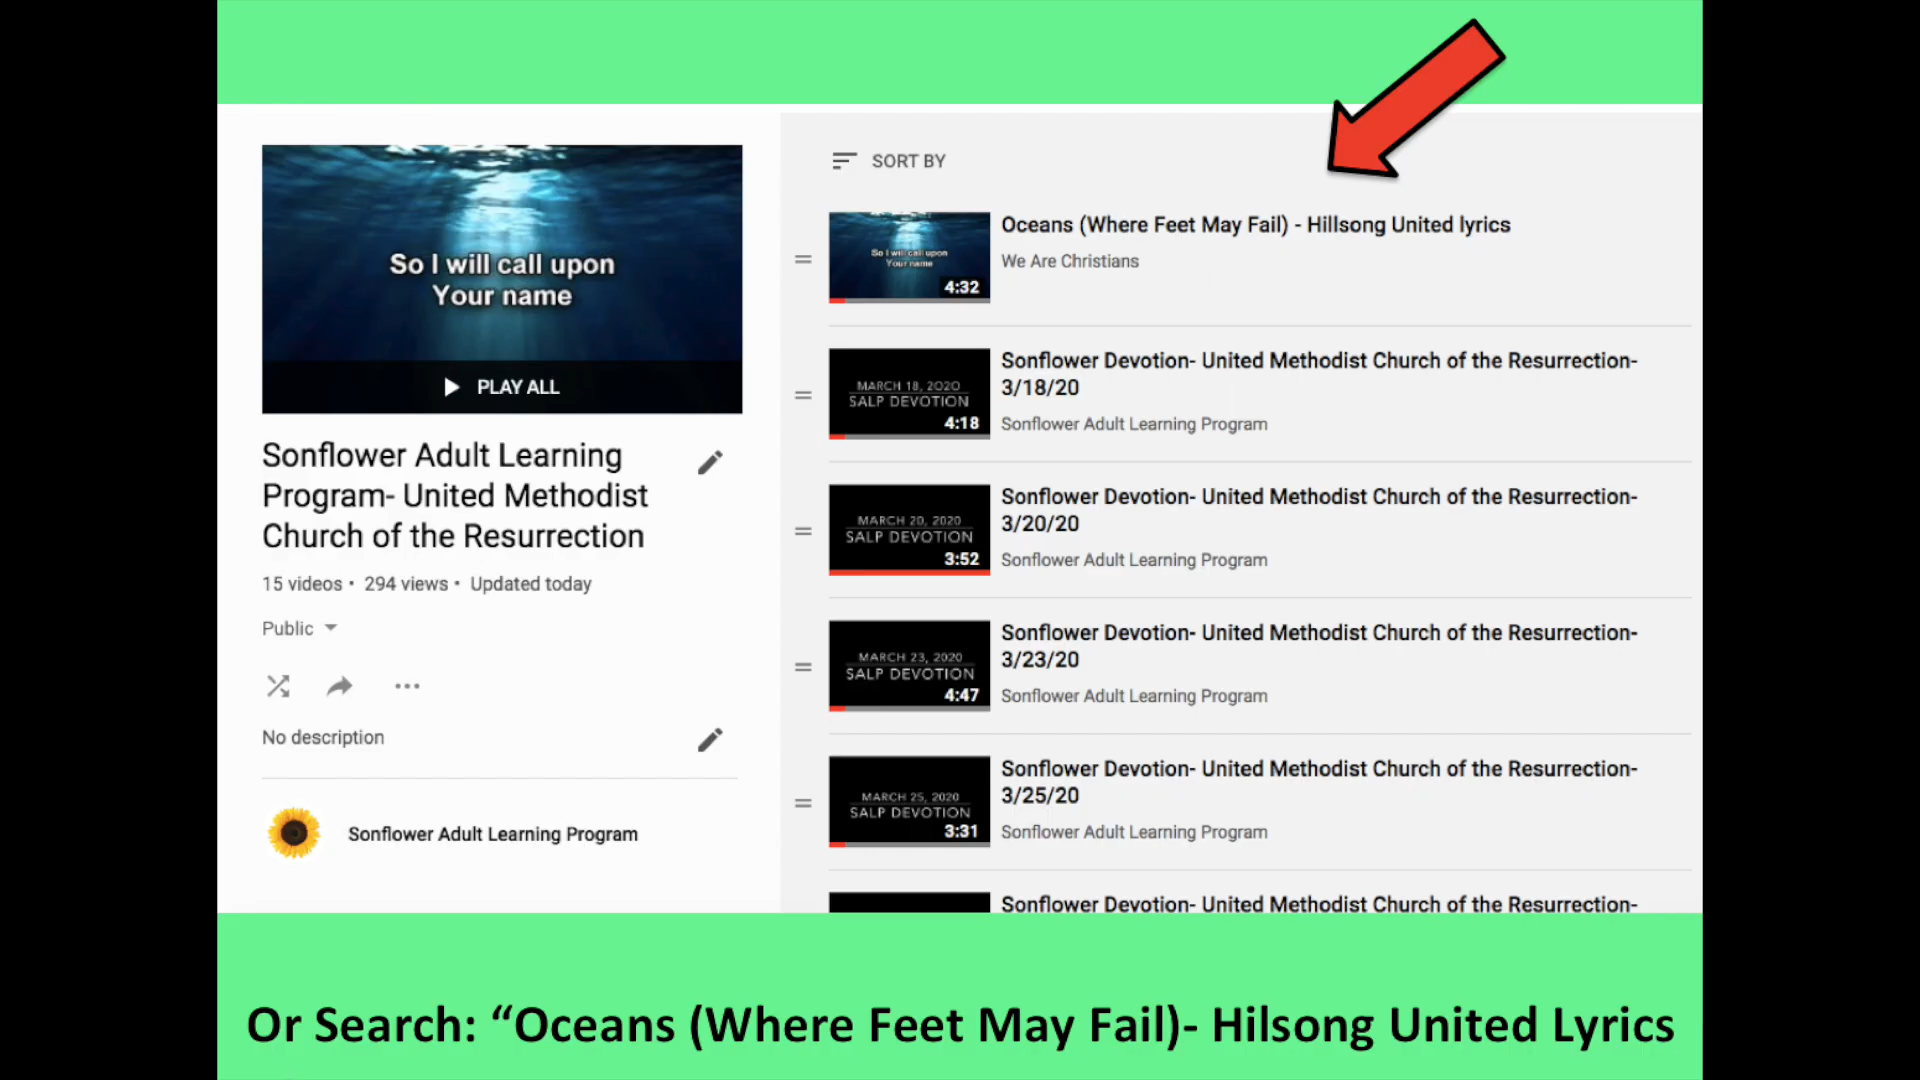 So I will call upon
Your name
PLAY ALL
Sonflower Adult Learning
Program- United Methodist
Church of the Resurrection
15 videos • 294 views • Updated today
Public
No description
Sonflower Adult Learning Program
SORT BY
So I will call upon
Your name
4:32
Oceans (Where Feet May Fail) - Hillsong United lyrics
We Are Christians
MARCH 18, 2020
SALP DEVOTION
4:18
Sonflower Devotion- United Methodist Church of the Resurrection-
3/18/20
Sonflower Adult Learning Program
MARCH 20, 2020
SALP DEVOTION
3:52
Sonflower Devotion- United Methodist Church of the Resurrection-
3/20/20
Sonflower Adult Learning Program
MARCH 23, 2020
SALP DEVOTION
4:47
Sonflower Devotion- United Methodist Church of the Resurrection-
3/23/20
Sonflower Adult Learning Program
MARCH 25, 2020
SALP DEVOTION
3:31
Sonflower Devotion- United Methodist Church of the Resurrection-
3/25/20
Sonflower Adult Learning Program
Sonflower Devotion- United Methodist Church of the Resurrection-
Or Search: “Oceans (Where Feet May Fail)- Hilsong United Lyrics